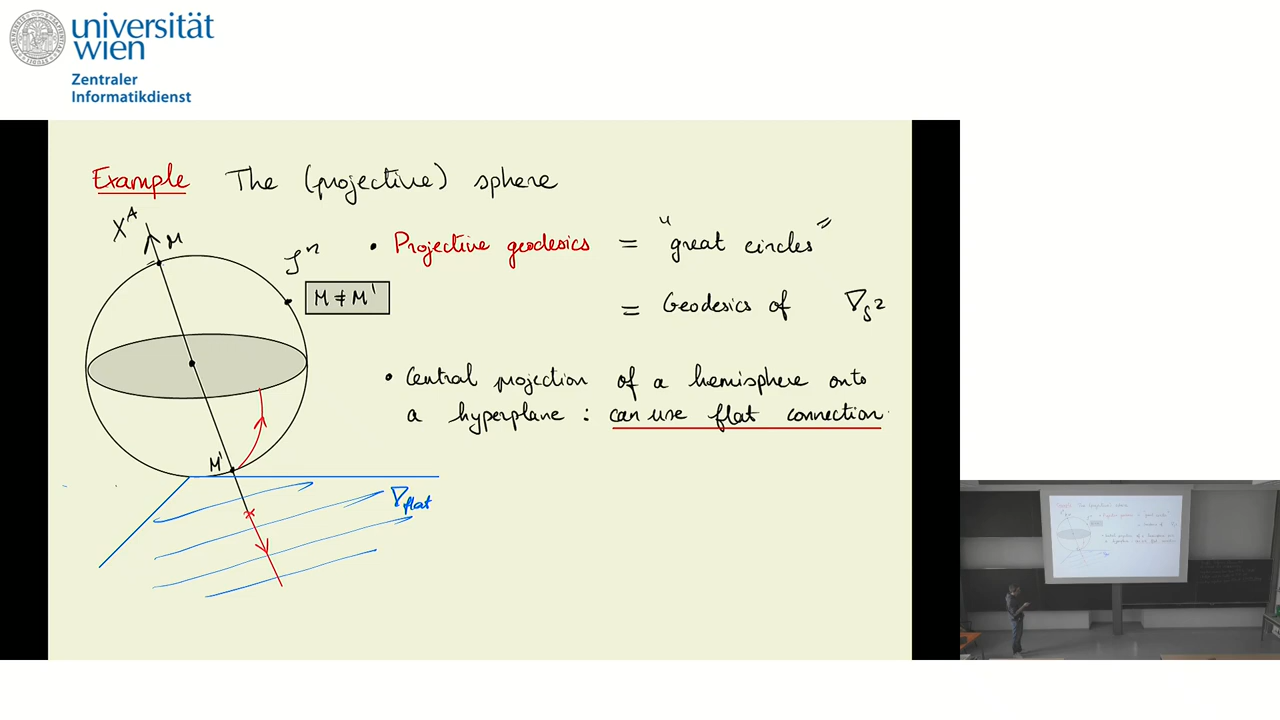 universität
wien
Zentraler
Informatikdienst
Example The (projective) sphere
X^A
M
S^n
M ≠ M'
• Projective geodesics = "great circles"
= Geodesics of ∇_{S^2}
• Central projection of a hemisphere onto
a hyperplane : can use flat connection
M'
∇_flat